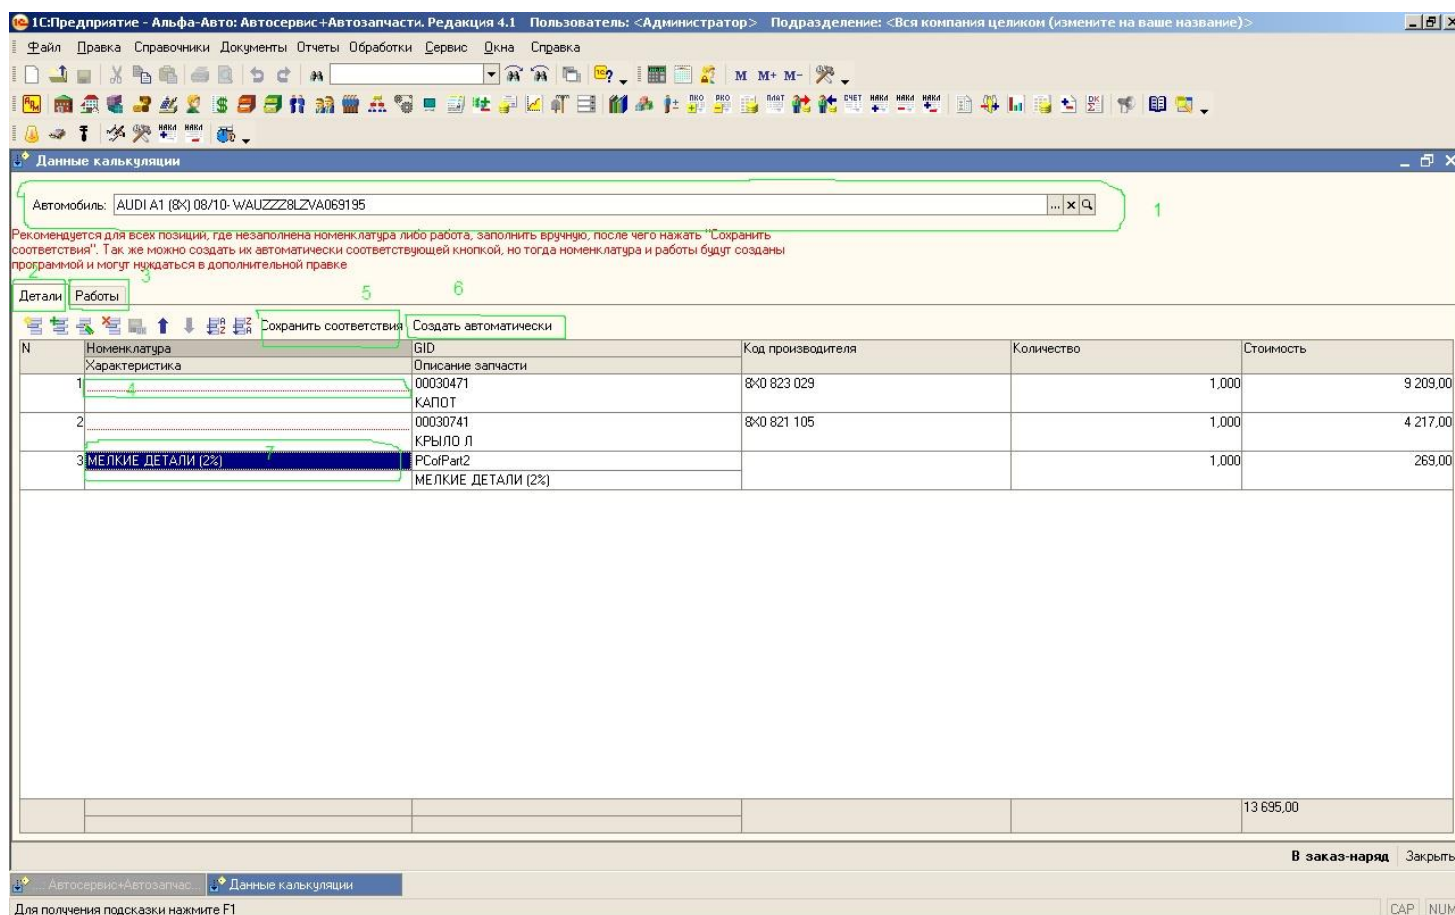 1С:Предприятие - Альфа-Авто: Автосервис+Автозапчасти. Редакция 4.1 Пользователь: <Администратор> Подразделение: <Вся компания целиком (измените на ваше название)>
Файл Правка Справочники Документы Отчеты Обработки Сервис Окна Справка
M M+ M-
Данные калькуляции
Автомобиль: AUDI A1 (8X) 08/10- WAUZZZ8LZVA069195
1
Рекомендуется для всех позиций, где незаполнена номенклатура либо работа, заполнить вручную, после чего нажать "Сохранить
соответствия". Так же можно создать их автоматически соответствующей кнопкой, но тогда номенклатура и работы будут созданы
программой и могут нуждаться в дополнительной правке
2 3 5 6
Детали Работы
Сохранить соответствия Создать автоматически
N Номенклатура GID Код производителя Количество Стоимость
Характеристика Описание запчасти
1 4 00030471 8X0 823 029 1,000 9 209,00
КАПОТ
2 00030741 8X0 821 105 1,000 4 217,00
КРЫЛО Л
3 МЕЛКИЕ ДЕТАЛИ (2%) 7 PCofPart2 1,000 269,00
МЕЛКИЕ ДЕТАЛИ (2%)
13 695,00
В заказ-наряд Закрыть
...: Автосервис+Автозапчас... Данные калькуляции
Для получения подсказки нажмите F1 CAP NUM